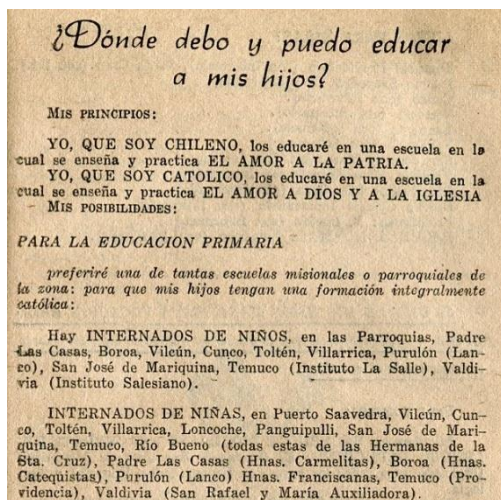 ¿Dónde debo y puedo educar
a mis hijos?
MIS PRINCIPIOS:
YO, QUE SOY CHILENO, los educaré en una escuela en la
cual se enseña y practica EL AMOR A LA PATRIA.
YO, QUE SOY CATOLICO, los educaré en una escuela en la
cual se enseña y practica EL AMOR A DIOS Y A LA IGLESIA
MIS POSIBILIDADES:
PARA LA EDUCACION PRIMARIA
preferiré una de tantas escuelas misionales o parroquiales de
la zona: para que mis hijos tengan una formación integralmente
católica:
Hay INTERNADOS DE NIÑOS, en las Parroquias, Padre
Las Casas, Boroa, Vilcún, Cunco, Toltén, Villarrica, Purulón (Lan-
co), San José de Mariquina, Temuco (Instituto La Salle), Valdi-
via (Instituto Salesiano).
INTERNADOS DE NIÑAS, en Puerto Saavedra, Vilcún, Cun-
co, Toltén, Villarrica, Loncoche, Panguipulli, San José de Mari-
quina, Temuco, Río Bueno (todas estas de las Hermanas de la
Sta. Cruz), Padre Las Casas (Hnas. Carmelitas), Boroa (Hnas.
Catequistas), Purulón (Lanco) Hnas. Franciscanas, Temuco (Pro-
videncia), Valdivia (San Rafael y María Auxiliadora).